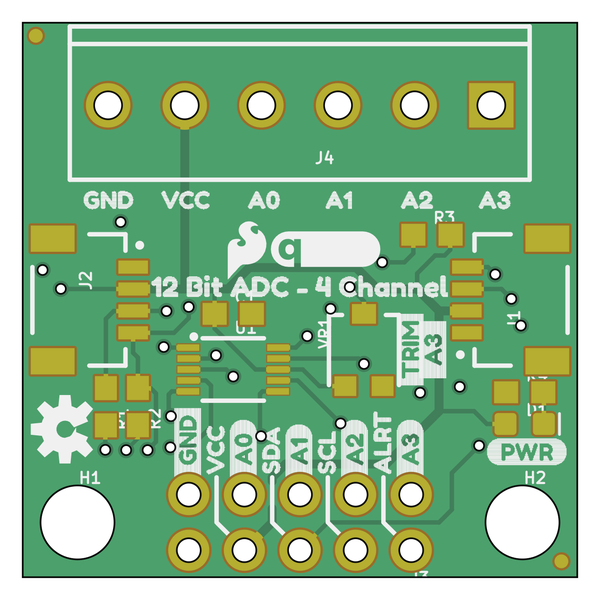 J4
GND VCC A0 A1 A2 A3
R3
J2
q
12 Bit ADC - 4 Channel
J1
U1
VR1
TRIM
A3
R2
GND VCC A0 SDA A1 SCL A2 ALRT A3
D1
PWR
H1
H2